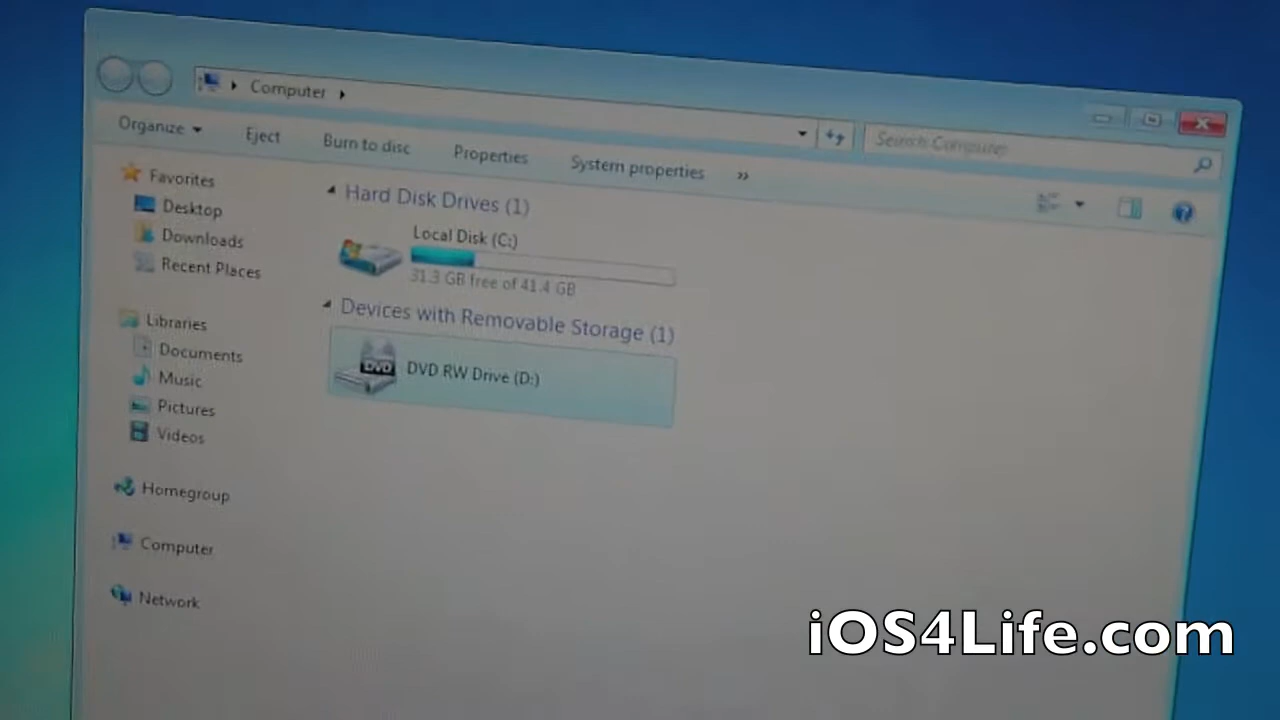 Computer
Search Computer
Organize
Eject
Burn to disc
Properties
System properties
»
Favorites
Desktop
Downloads
Recent Places
Libraries
Documents
Music
Pictures
Videos
Homegroup
Computer
Network
Hard Disk Drives (1)
Local Disk (C:)
31.3 GB free of 41.4 GB
Devices with Removable Storage (1)
DVD
DVD RW Drive (D:)
iOS4Life.com